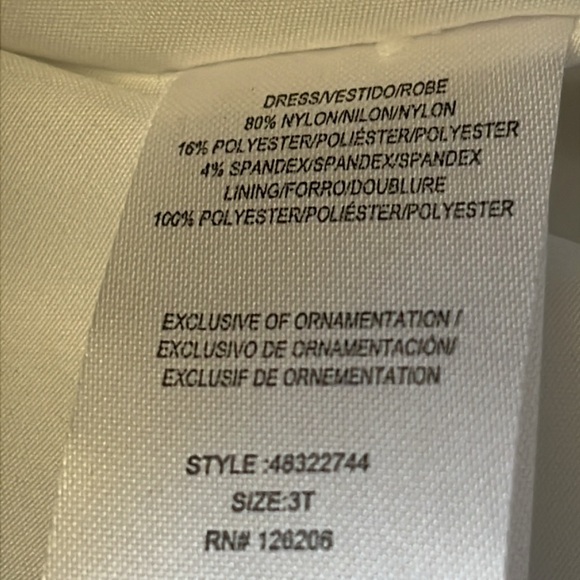 DRESS/VESTIDO/ROBE
80% NYLON/NILON/NYLON
16% POLYESTER/POLIÉSTER/POLYESTER
4% SPANDEX/SPANDEX/SPANDEX
LINING/FORRO/DOUBLURE
100% POLYESTER/POLIÉSTER/POLYESTER
EXCLUSIVE OF ORNAMENTATION /
EXCLUSIVO DE ORNAMENTACIÓN/
EXCLUSIF DE ORNEMENTATION
STYLE :48322744
SIZE:3T
RN# 126206